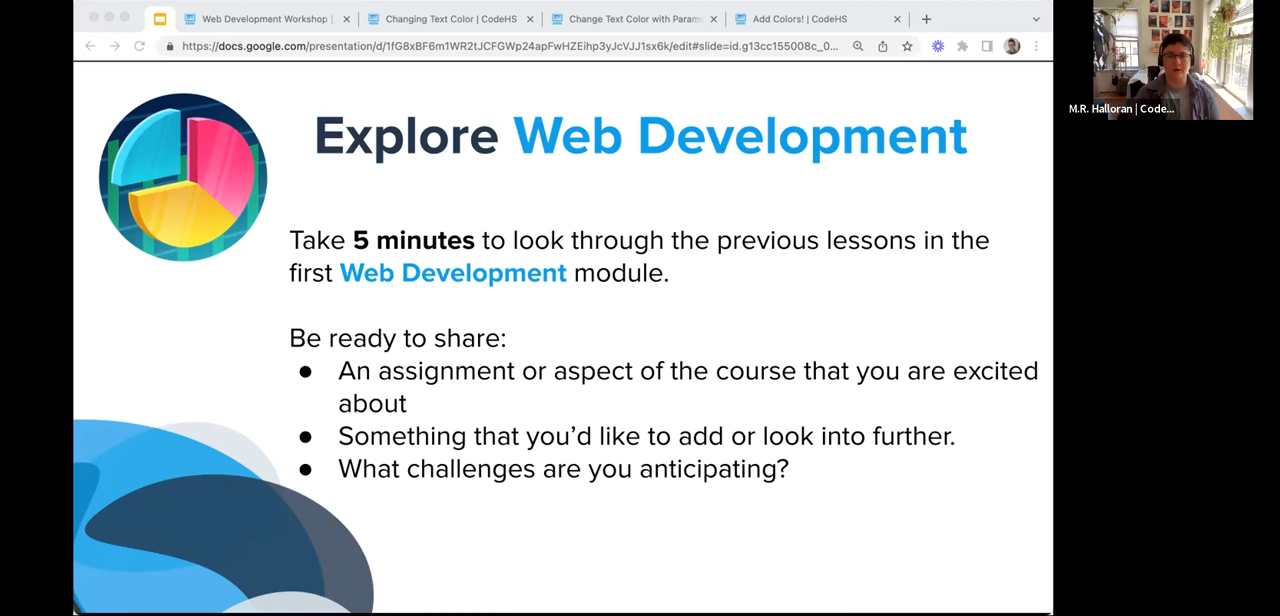 Web Development Workshop |
Changing Text Color | CodeHS
Change Text Color with Param
Add Colors! | CodeHS
https://docs.google.com/presentation/d/1fG8xBF6m1WR2tJCFGWp24apFwHZEihp3yJcVJJ1sx6k/edit#slide=id.g13cc155008c_0...
M.R. Halloran | Code...
Explore Web Development
Take 5 minutes to look through the previous lessons in the
first Web Development module.
Be ready to share:
● An assignment or aspect of the course that you are excited
about
● Something that you’d like to add or look into further.
● What challenges are you anticipating?